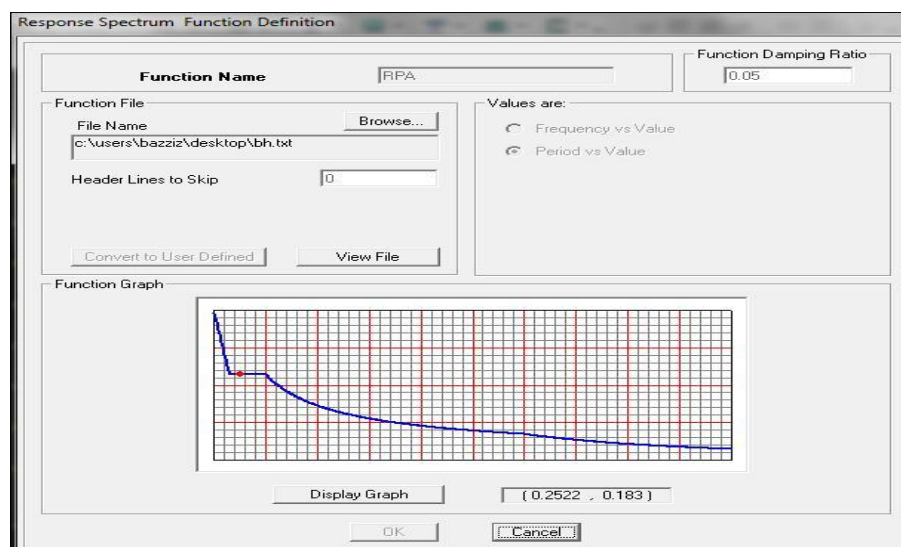 Response Spectrum Function Definition
Function Name
RPA
Function Damping Ratio
0.05
Function File
File Name
Browse...
c:\users\bazziz\desktop\bh.txt
Header Lines to Skip
0
Convert to User Defined
View File
Values are:
Frequency vs Value
Period vs Value
Function Graph
Display Graph
( 0.2522 , 0.183 )
OK
Cancel